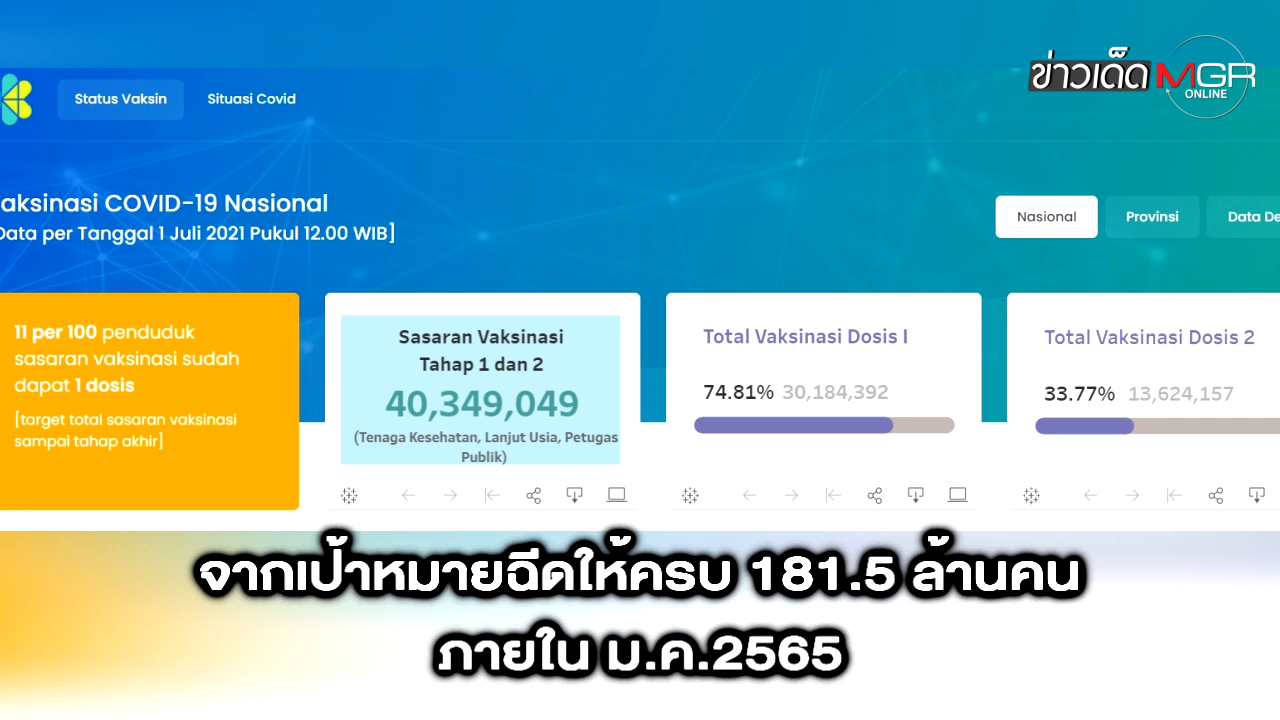 ข่าวเด็ด MGR
ONLINE
Status Vaksin Situasi Covid
aksinasi COVID-19 Nasional
Data per Tanggal 1 Juli 2021 Pukul 12.00 WIB]
Nasional Provinsi Data De
11 per 100 penduduk
sasaran vaksinasi sudah
dapat 1 dosis
[target total sasaran vaksinasi
sampai tahap akhir]
Sasaran Vaksinasi
Tahap 1 dan 2
40,349,049
(Tenaga Kesehatan, Lanjut Usia, Petugas
Publik)
Total Vaksinasi Dosis I
74.81% 30,184,392
Total Vaksinasi Dosis 2
33.77% 13,624,157
จากเป้าหมายฉีดให้ครบ 181.5 ล้านคน
ภายใน ม.ค.2565